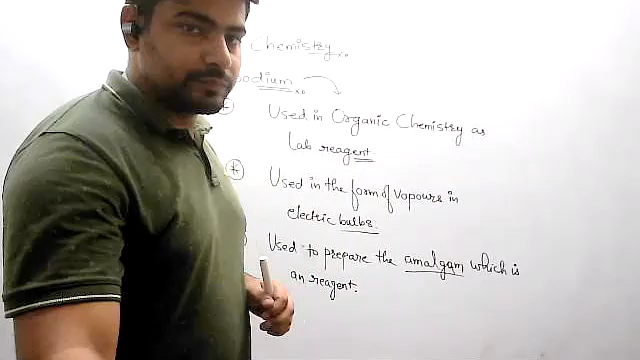 Chemistry
Used in Organic Chemistry as
Lab reagent
* Used in the form of Vapours in
electric bulbs.
Used to prepare the amalgam which is
an reagent.